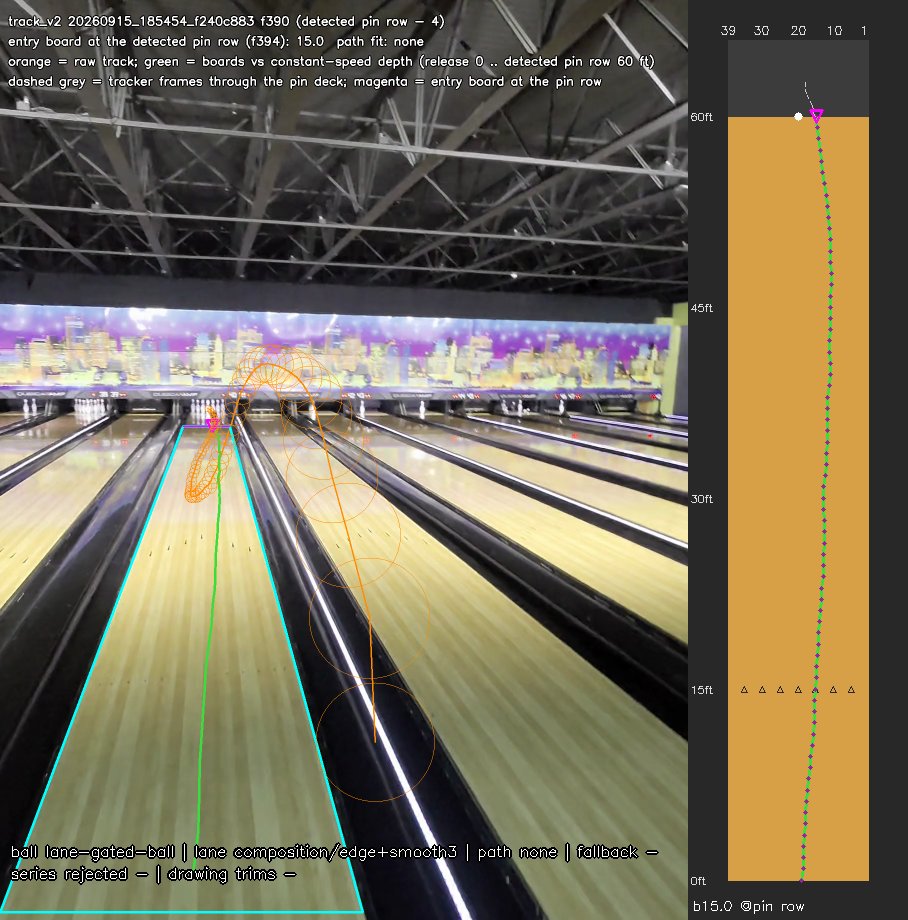 track_v2 20260915_185454_f240c883 f390 (detected pin row − 4)
entry board at the detected pin row (f394): 15.0 path fit: none
orange = raw track; green = boards vs constant-speed depth (release 0 .. detected pin row 60 ft)
dashed grey = tracker frames through the pin deck; magenta = entry board at the pin row
39 30 20 10 1
60ft
45ft
30ft
15ft
0ft
ball lane-gated-ball | lane composition/edge+smooth3 | path none | fallback −
series rejected − | drawing trims −
b15.0 @pin row